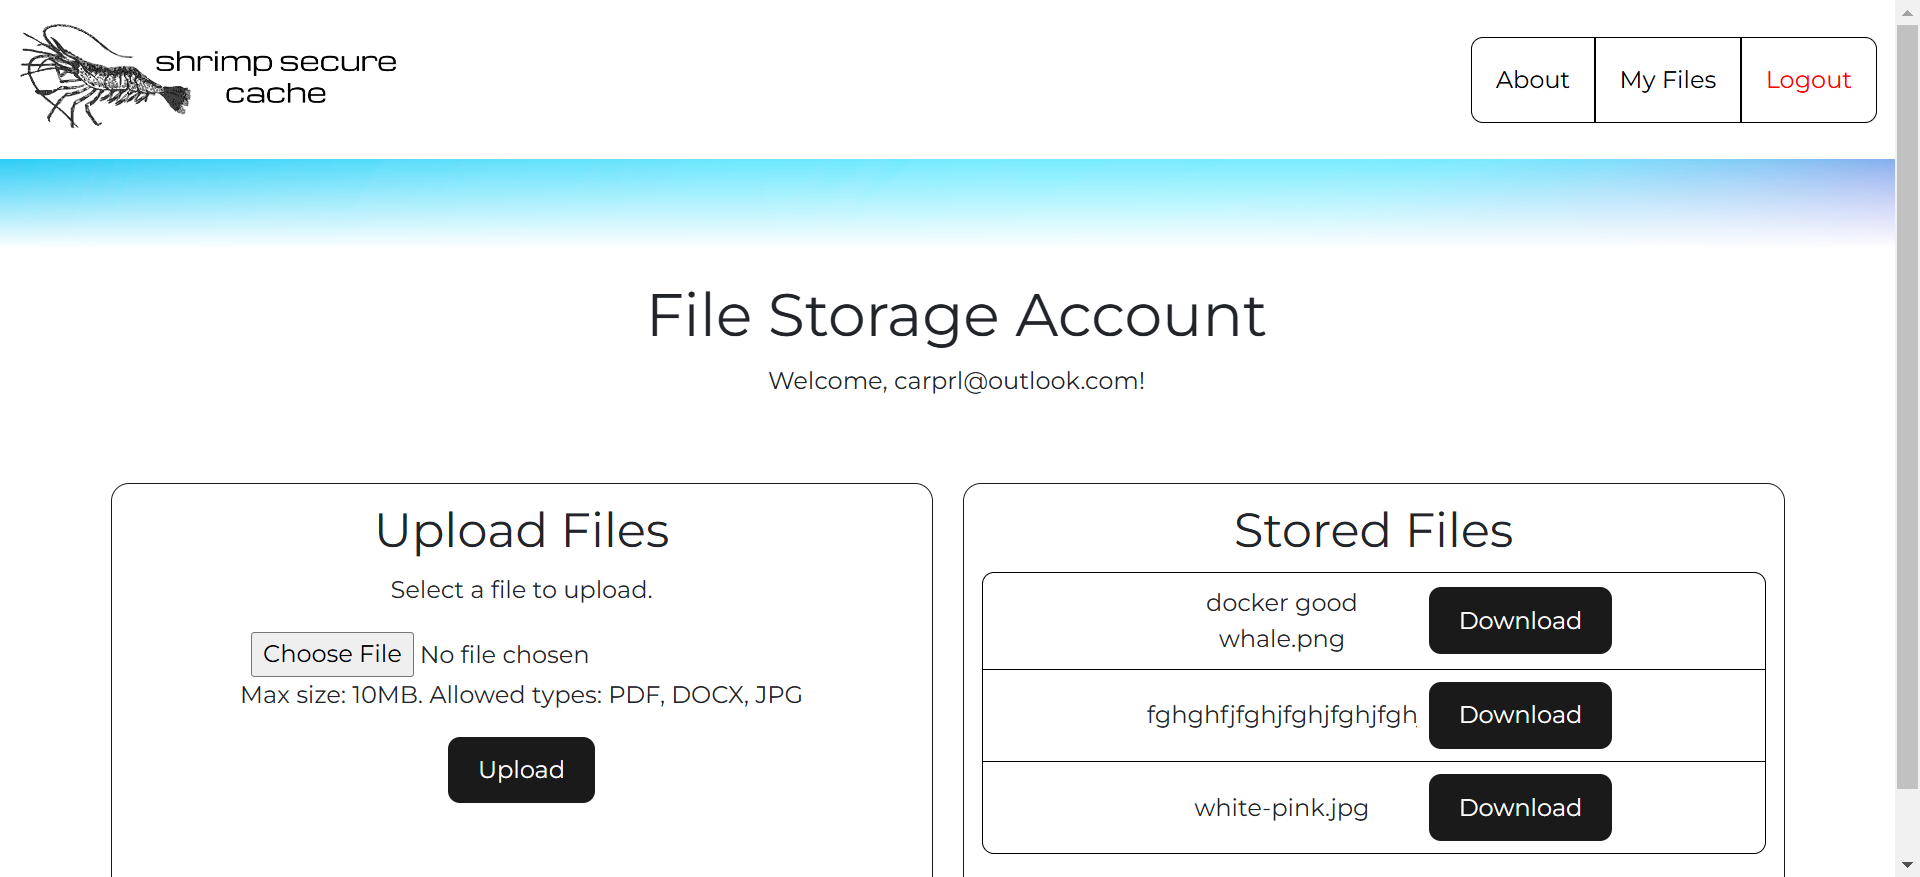 shrimp secure
cache
About
My Files
Logout
File Storage Account
Welcome, carprl@outlook.com!
Upload Files
Select a file to upload.
Choose File No file chosen
Max size: 10MB. Allowed types: PDF, DOCX, JPG
Upload
Stored Files
docker good
whale.png
Download
fghghfjfghjfghjfghjfghj
Download
white-pink.jpg
Download